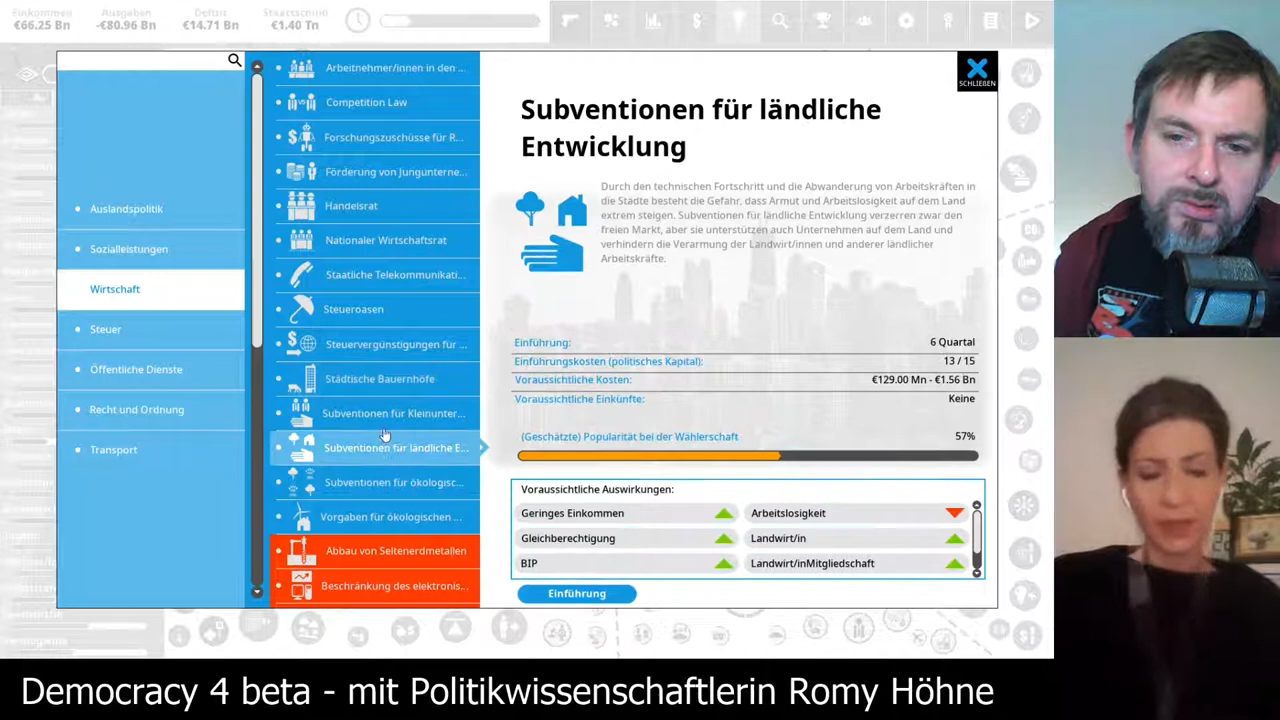 Einkommen
€66.25 Bn
Ausgaben
-€80.96 Bn
Defizit
€14.71 Bn
Staatsschuld
€1.40 Tn
SCHLIEẞEN
Auslandspolitik
Sozialleistungen
Wirtschaft
Steuer
Öffentliche Dienste
Recht und Ordnung
Transport
Arbeitnehmer/innen in den ...
Competition Law
Forschungszuschüsse für R...
Förderung von Jungunterne...
Handelsrat
Nationaler Wirtschaftsrat
Staatliche Telekommunikati...
Steueroasen
Steuervergünstigungen für ...
Städtische Bauernhöfe
Subventionen für Kleinunter...
Subventionen für ländliche E...
Subventionen für ökologisc...
Vorgaben für ökologischen ...
Abbau von Seltenerdmetallen
Beschränkung des elektronis...
Subventionen für ländliche
Entwicklung
Durch den technischen Fortschritt und die Abwanderung von Arbeitskräften in
die Städte besteht die Gefahr, dass Armut und Arbeitslosigkeit auf dem Land
extrem steigen. Subventionen für ländliche Entwicklung verzerren zwar den
freien Markt, aber sie unterstützen auch Unternehmen auf dem Land und
verhindern die Verarmung der Landwirt/innen und anderer ländlicher
Arbeitskräfte.
Einführung: 6 Quartal
Einführungskosten (politisches Kapital): 13 / 15
Voraussichtliche Kosten: €129.00 Mn - €1.56 Bn
Voraussichtliche Einkünfte: Keine
(Geschätzte) Popularität bei der Wählerschaft 57%
Voraussichtliche Auswirkungen:
Geringes Einkommen Arbeitslosigkeit
Gleichberechtigung Landwirt/in
BIP Landwirt/inMitgliedschaft
Einführung
Democracy 4 beta - mit Politikwissenschaftlerin Romy Höhne